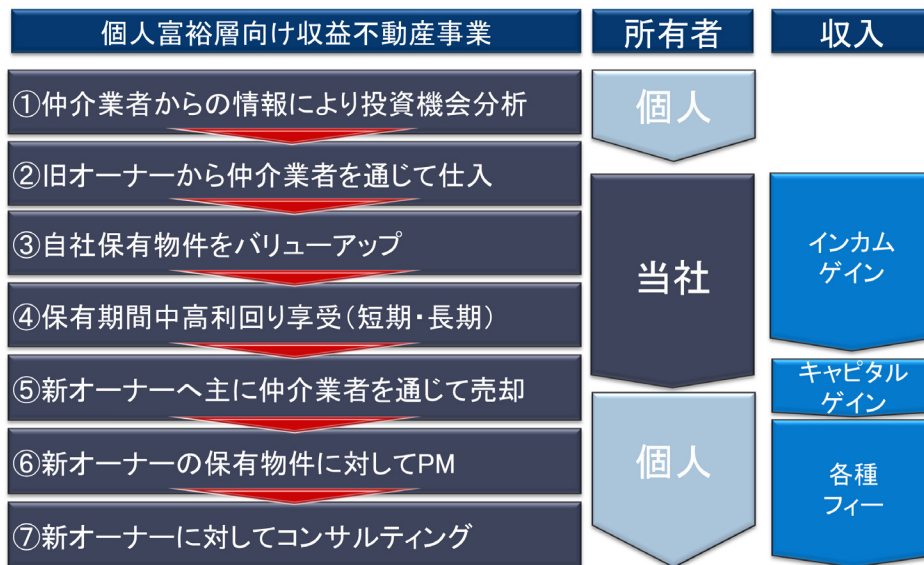 個人富裕層向け収益不動産事業
所有者
収入
①仲介業者からの情報により投資機会分析
個人
②旧オーナーから仲介業者を通じて仕入
③自社保有物件をバリューアップ
④保有期間中高利回り享受(短期・長期)
当社
インカム
ゲイン
⑤新オーナーへ主に仲介業者を通じて売却
キャピタル
ゲイン
⑥新オーナーの保有物件に対してPM
⑦新オーナーに対してコンサルティング
個人
各種
フィー